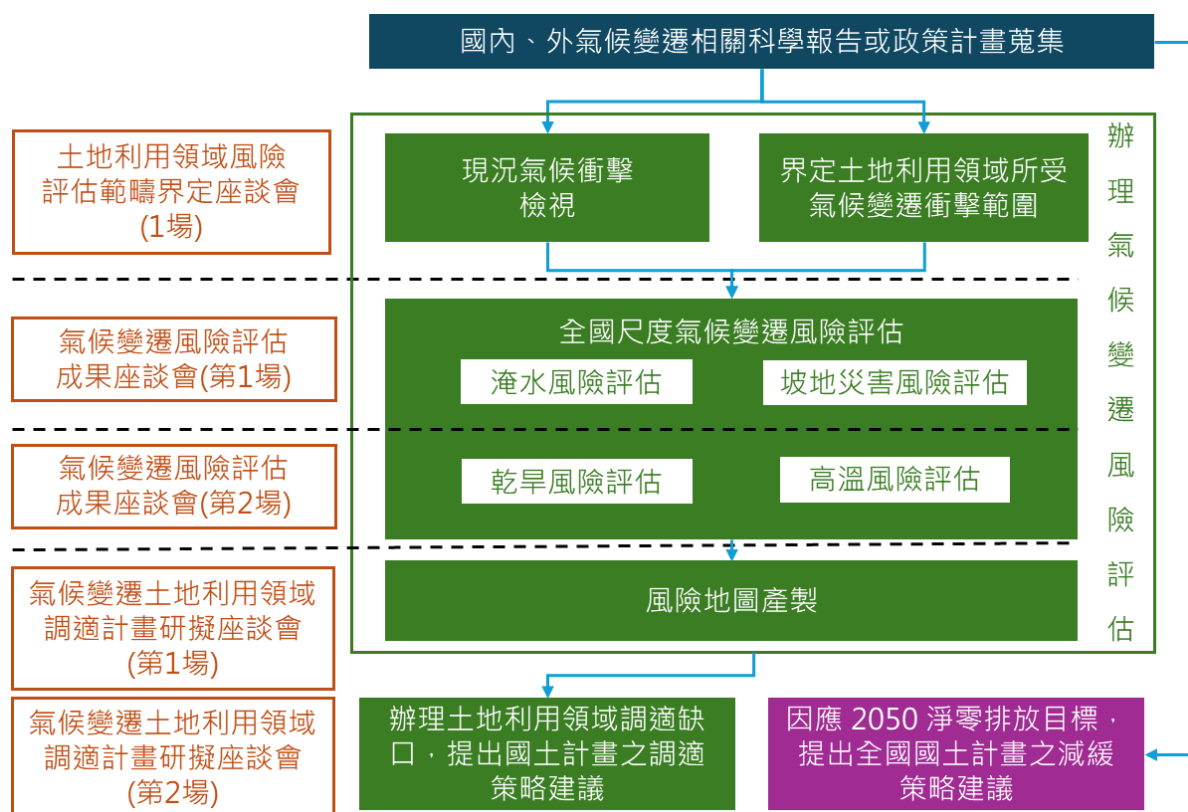 國內、外氣候變遷相關科學報告或政策計畫蒐集
土地利用領域風險
評估範疇界定座談會
(1場)
現況氣候衝擊
檢視
界定土地利用領域所受
氣候變遷衝擊範圍
辦理氣候變遷風險評估
氣候變遷風險評估
成果座談會(第1場)
全國尺度氣候變遷風險評估
淹水風險評估
坡地災害風險評估
氣候變遷風險評估
成果座談會(第2場)
乾旱風險評估
高溫風險評估
氣候變遷土地利用領域
調適計畫研擬座談會
(第1場)
風險地圖產製
氣候變遷土地利用領域
調適計畫研擬座談會
(第2場)
辦理土地利用領域調適缺
口，提出國土計畫之調適
策略建議
因應 2050 淨零排放目標，
提出全國國土計畫之減緩
策略建議